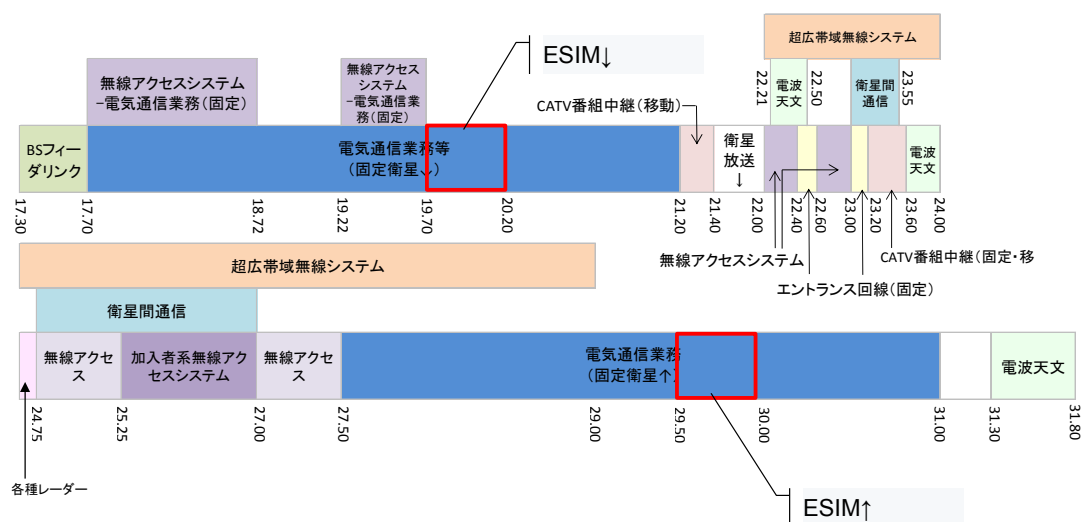 ESIM↓
超広帯域無線システム
無線アクセスシステム
-電気通信業務(固定)
無線アクセス
システム
-電気通信業
務(固定)
22.21
電波
天文
22.50
衛星間
通信
23.55
CATV番組中継(移動)
BSフィー
ダリンク
電気通信業務等
(固定衛星↓)
衛星
放送
↓
電波
天文
17.30
17.70
18.72
19.22
19.70
20.20
21.20
21.40
22.00
22.40
22.60
23.00
23.20
23.60
24.00
無線アクセスシステム
CATV番組中継(固定・移
エントランス回線(固定)
超広帯域無線システム
衛星間通信
無線アクセ
ス
加入者系無線アク
セスシステム
無線アクセ
ス
電気通信業務
(固定衛星↑)
電波天文
24.75
25.25
27.00
27.50
29.00
29.50
30.00
31.00
31.30
31.80
各種レーダー
ESIM↑